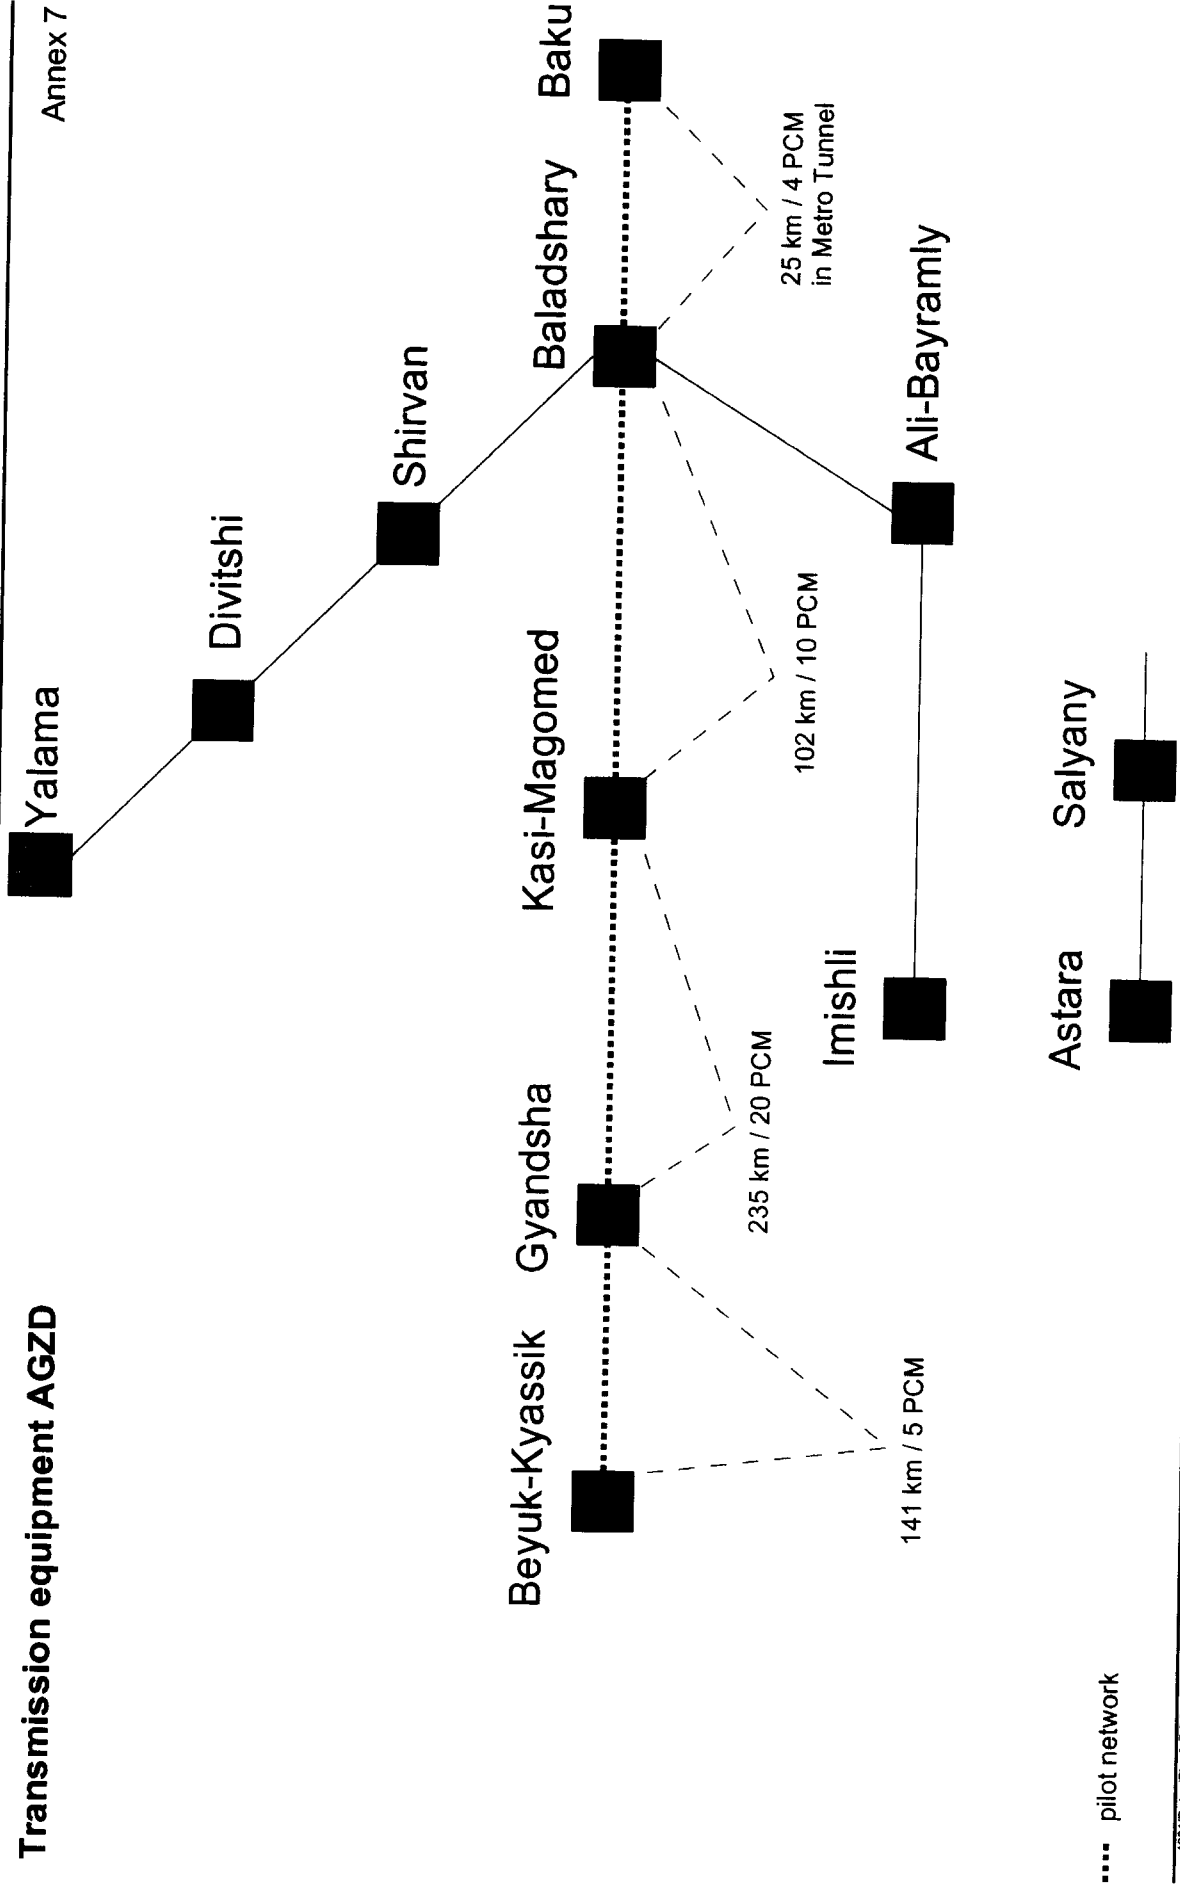 Transmission equipment AGZD
Annex 7
Yalama
Divitshi
Shirvan
Beyuk-Kyassik
Gyandsha
Kasi-Magomed
Baladshary
Baku
141 km / 5 PCM
235 km / 20 PCM
102 km / 10 PCM
25 km / 4 PCM
in Metro Tunnel
Imishli
Ali-Bayramly
Astara
Salyany
pilot network